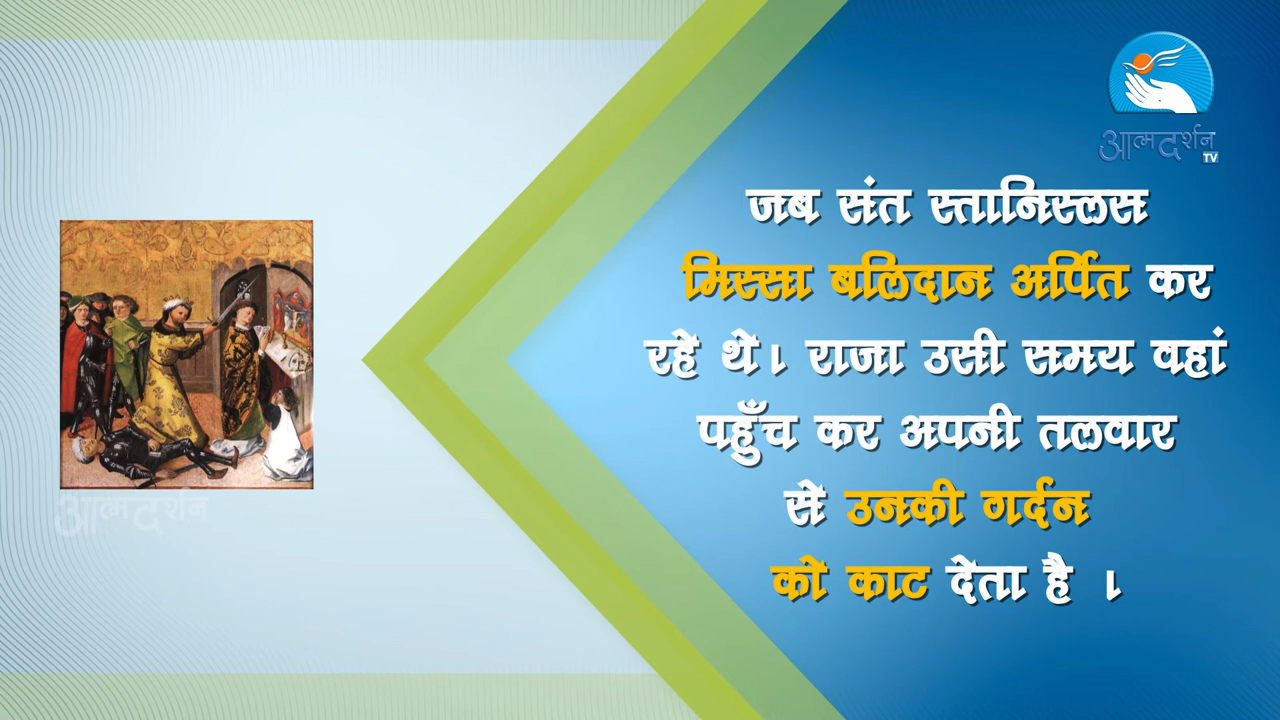 आत्मदर्शन
TV
जब संत स्तानिस्लस
मिस्सा बलिदान अर्पित कर
रहे थे। राजा उसी समय वहां
पहुँच कर अपनी तलवार
से उनकी गर्दन
को काट देता है ।
आत्मदर्शन